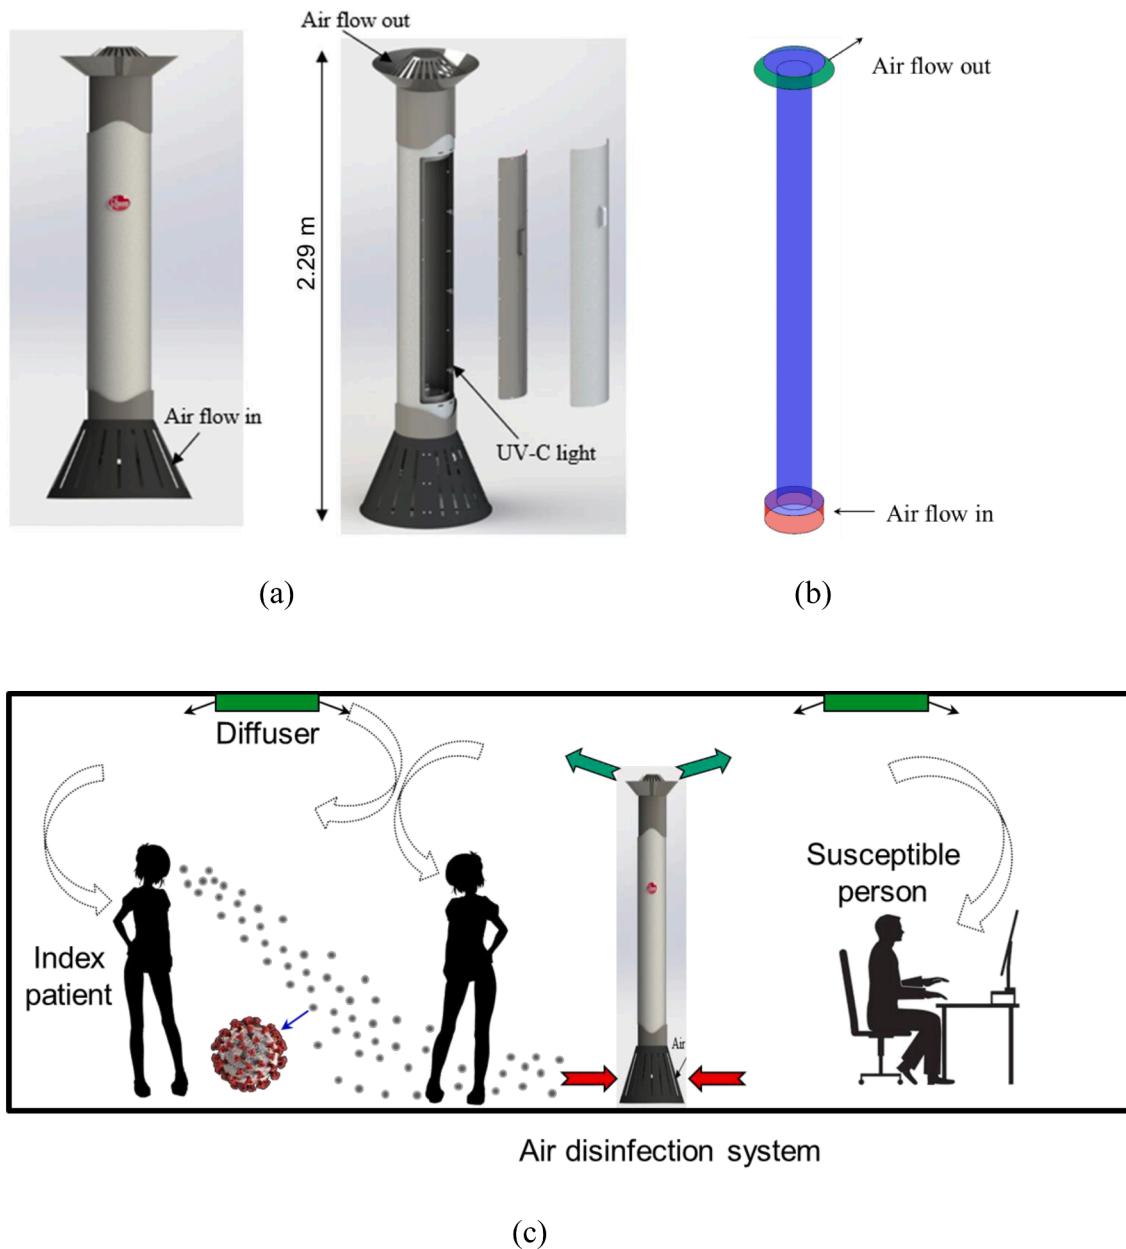 Air flow out
2.29 m
Air flow in
UV-C light
(a)
Air flow out
Air flow in
(b)
Diffuser
Index
patient
Susceptible
person
Air
Air disinfection system
(c)